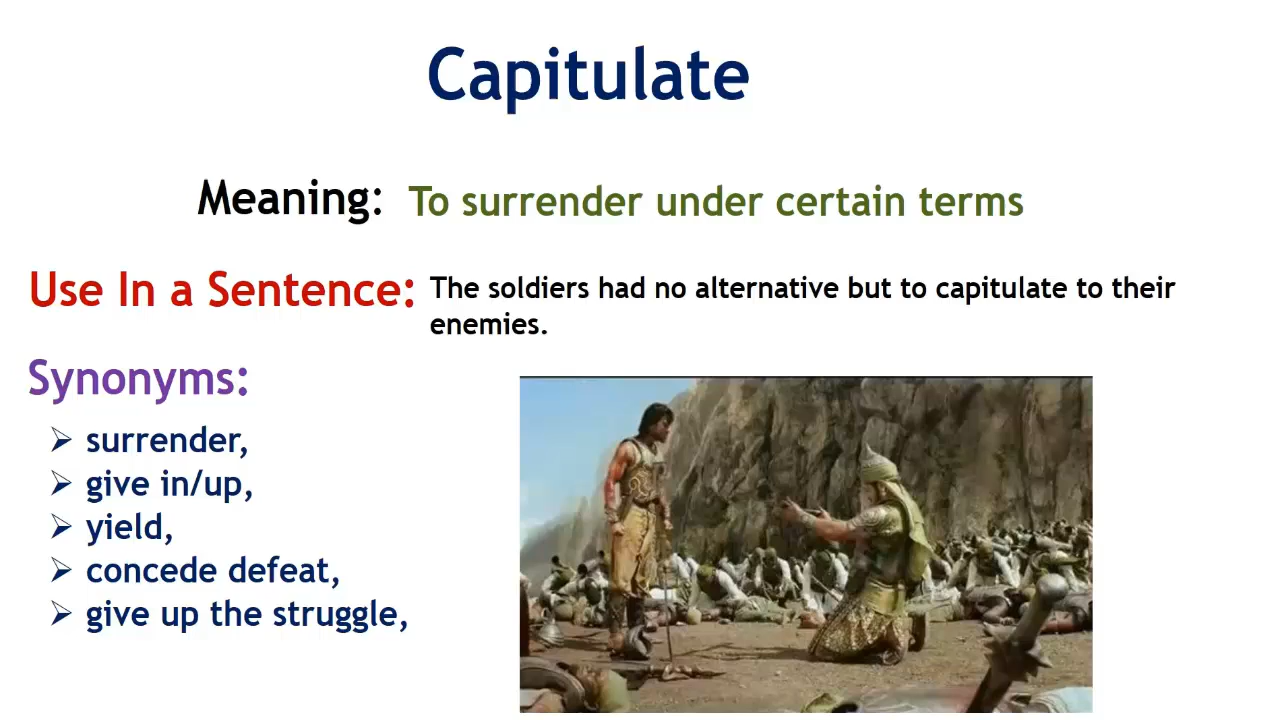 Capitulate
Meaning: To surrender under certain terms
Use In a Sentence: The soldiers had no alternative but to capitulate to their
enemies.
Synonyms:
➢ surrender,
➢ give in/up,
➢ yield,
➢ concede defeat,
➢ give up the struggle,